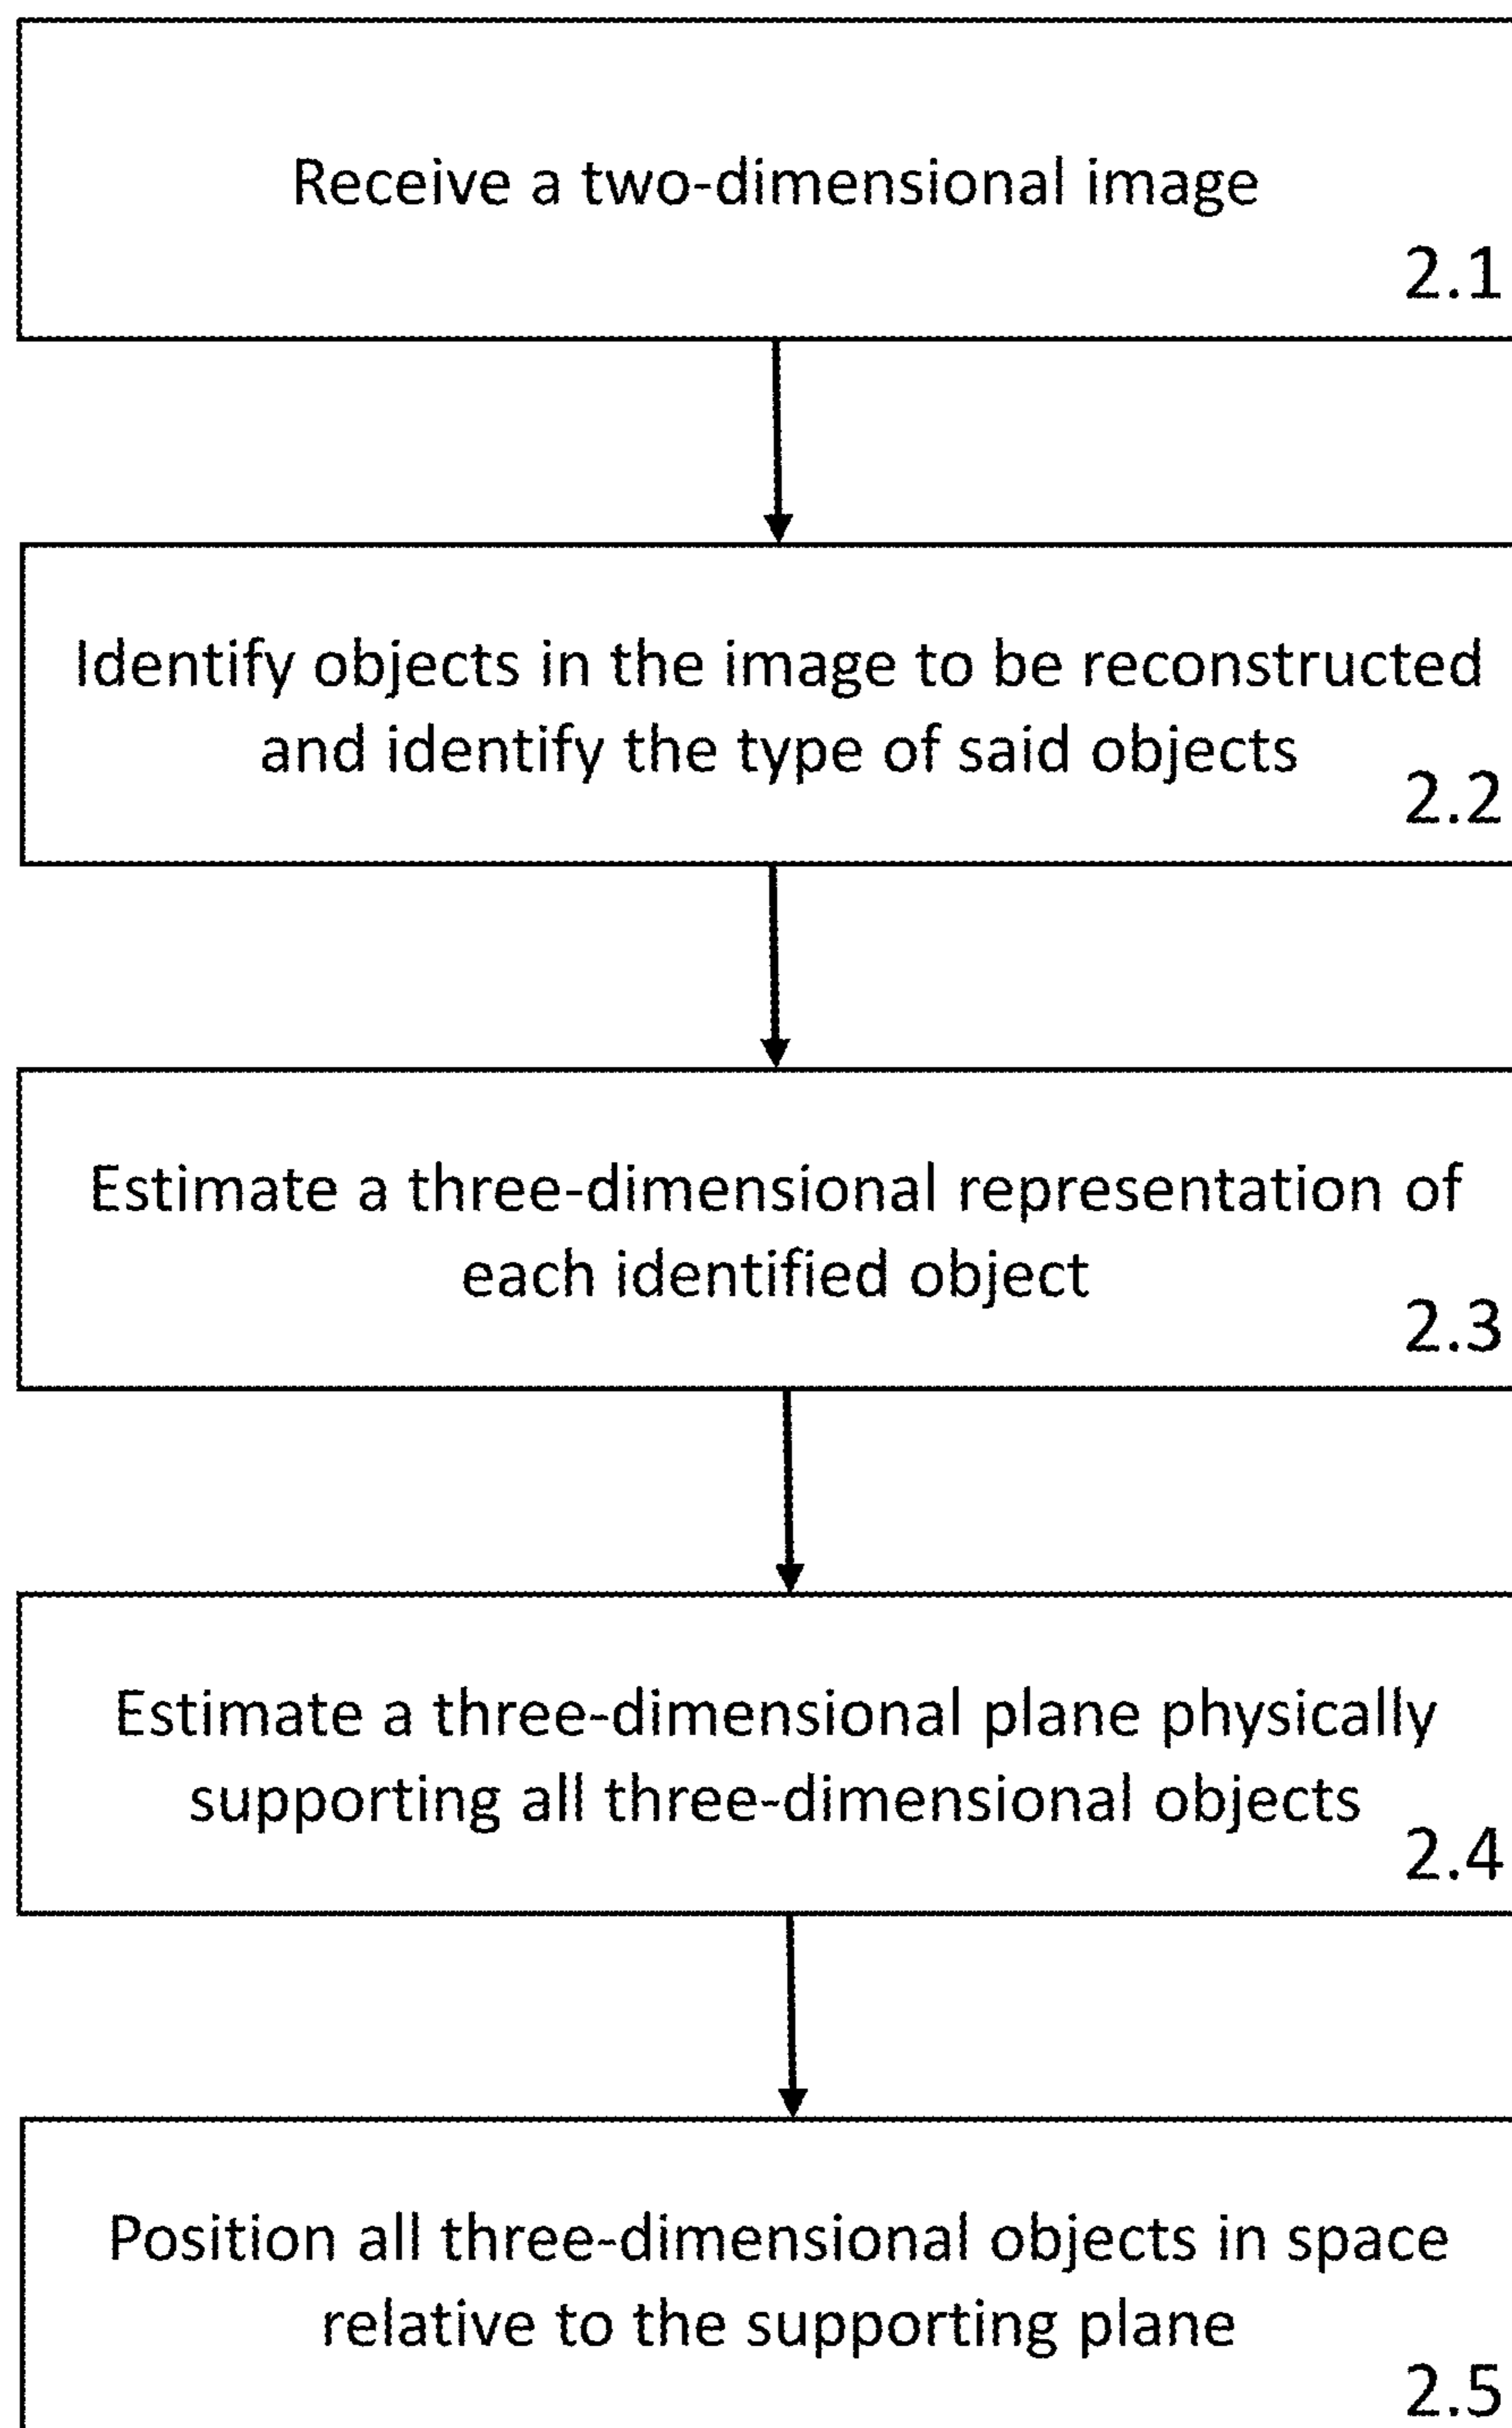 Receive a two-dimensional image
2.1
Identify objects in the image to be reconstructed
and identify the type of said objects
2.2
Estimate a three-dimensional representation of
each identified object
2.3
Estimate a three-dimensional plane physically
supporting all three-dimensional objects
2.4
Position all three-dimensional objects in space
relative to the supporting plane
2.5